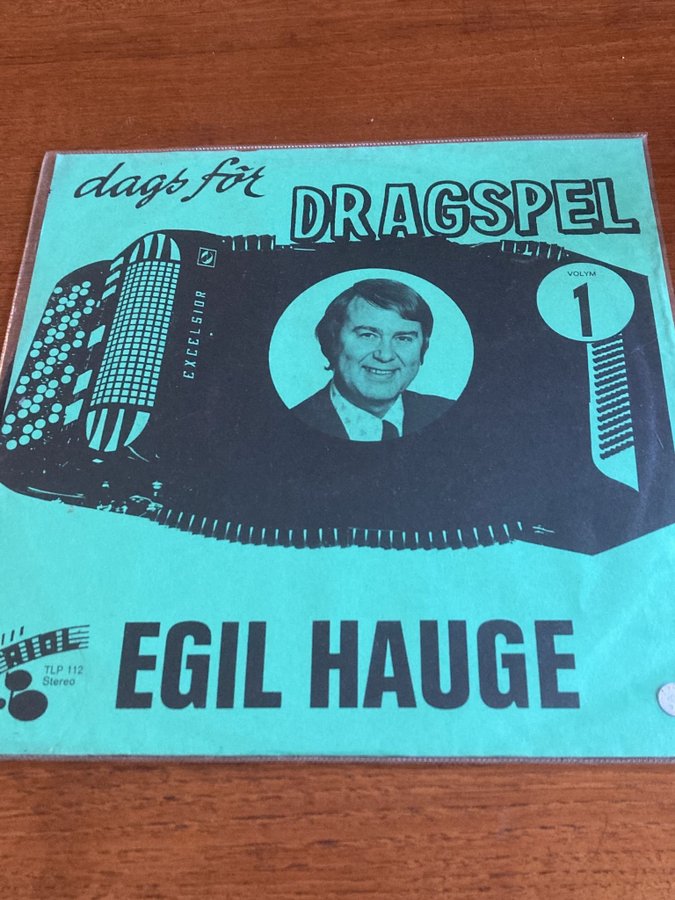 dags för
DRAGSPEL
VOLYM
1
EXCELSIOR
TLP 112
Stereo
EGIL HAUGE